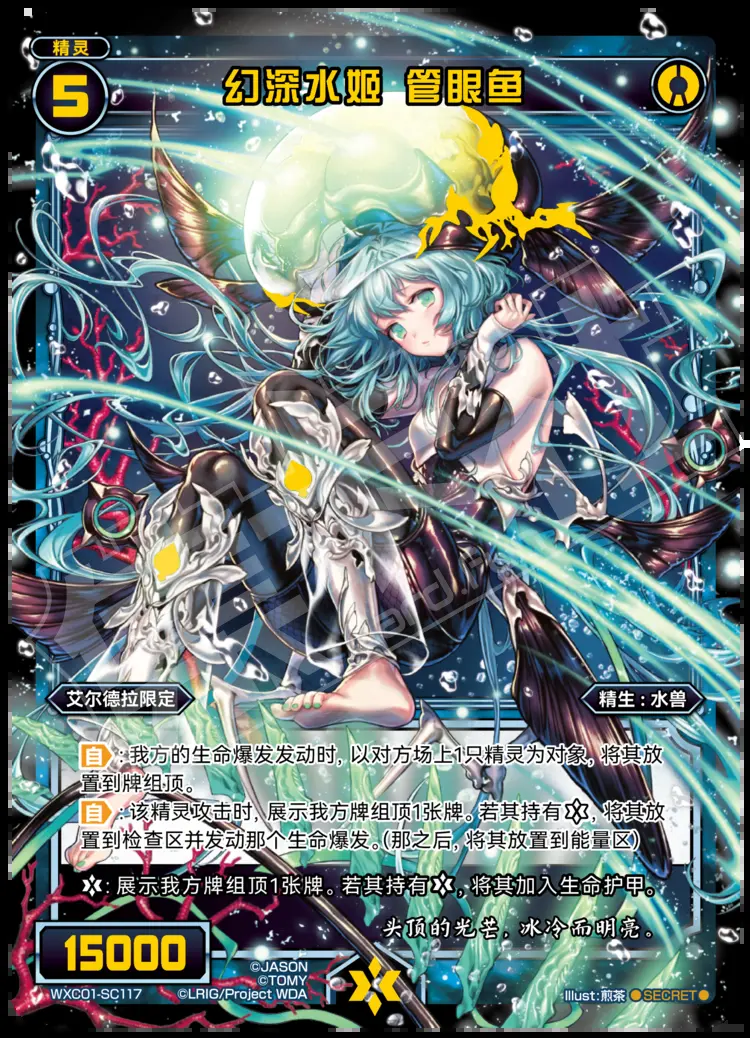 精灵
5
幻深水姬 管眼鱼
艾尔德拉限定
精生：水兽
自：我方的生命爆发发动时，以对方场上1只精灵为对象，将其放
置到牌组顶。
自：该精灵攻击时，展示我方牌组顶1张牌。若其持有，将其放
置到检查区并发动那个生命爆发。(那之后，将其放置到能量区)
：展示我方牌组顶1张牌。若其持有，将其加入生命护甲。
头顶的光芒，冰冷而明亮。
15000
©JASON
©TOMY
WXC01-SC117 ©LRIG/Project WDA
Illust:煎茶 SECRET